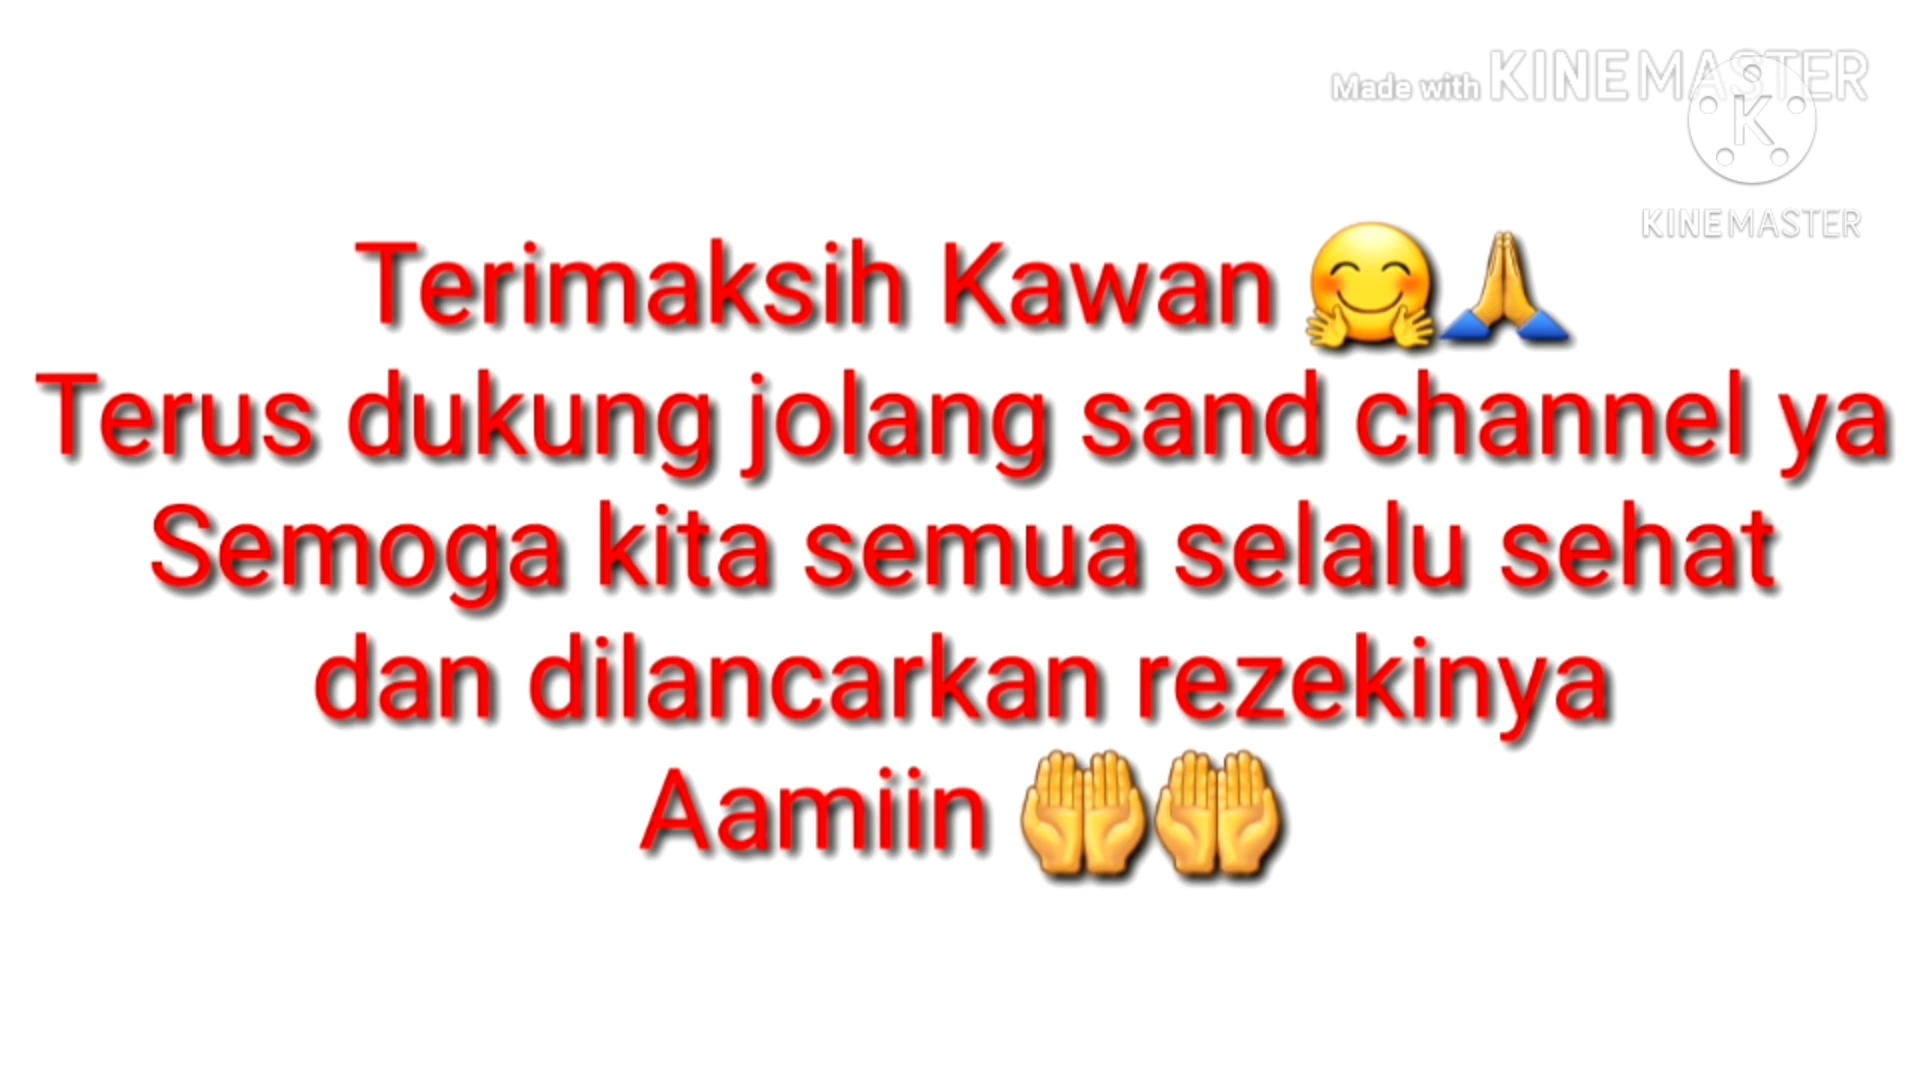 Made with KINEMASTER
K
KINEMASTER
Terimaksih Kawan 🤗🙏
Terus dukung jolang sand channel ya
Semoga kita semua selalu sehat
dan dilancarkan rezekinya
Aamiin 🤲🤲